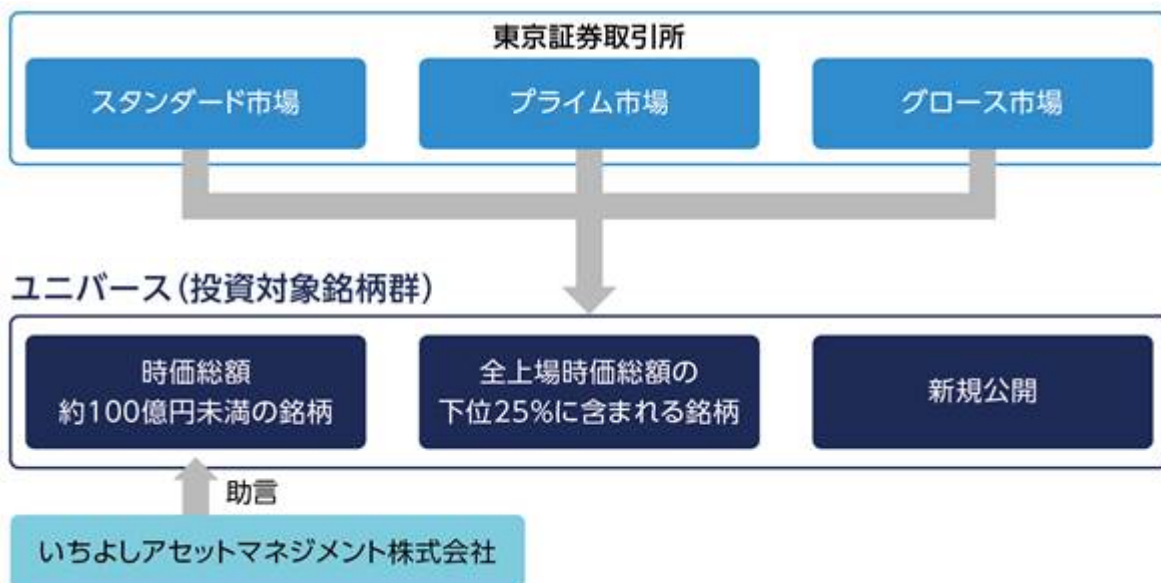 東京証券取引所
スタンダード市場
プライム市場
グロース市場
ユニバース(投資対象銘柄群)
時価総額
約100億円未満の銘柄
全上場時価総額の
下位25%に含まれる銘柄
新規公開
助言
いちよしアセットマネジメント株式会社